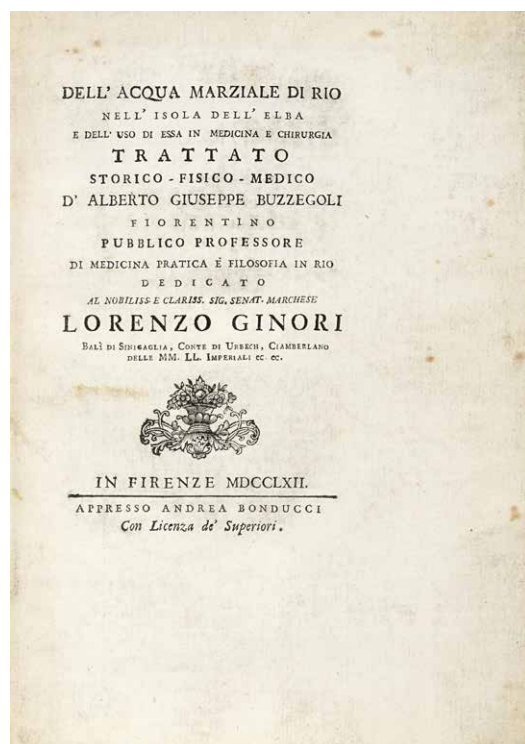 DELL' ACQUA MARZIALE DI RIO
NELL' ISOLA DELL' ELBA
E DELL' USO DI ESSA IN MEDICINA E CHIRURGIA
TRATTATO
STORICO - FISICO - MEDICO
D' ALBERTO GIUSEPPE BUZZEGOLI
FIORENTINO
PUBBLICO PROFESSORE
DI MEDICINA PRATICA E FILOSOFIA IN RIO
DEDICATO
AL NOBILISS. E CLARISS. SIG. SENAT. MARCHESE
LORENZO GINORI
BALÌ DI SINIGAGLIA, CONTE DI URBECH, CIAMBERLANO
DELLE MM. LL. IMPERIALI EC. EC.
IN FIRENZE MDCCLXII.
APPRESSO ANDREA BONDUCCI
Con Licenza de' Superiori.